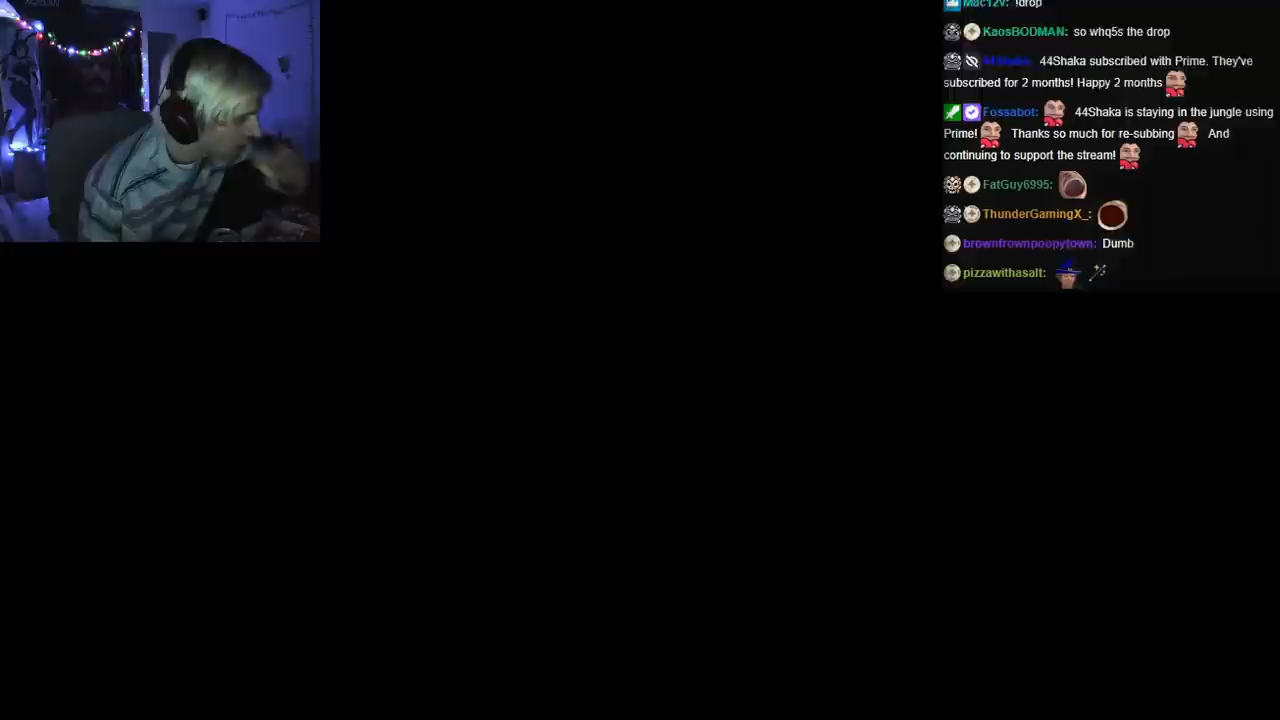 Mac12v: !drop
KaosBODMAN: so whq5s the drop
44Shaka: 44Shaka subscribed with Prime. They've
subscribed for 2 months! Happy 2 months
Fossabot: 44Shaka is staying in the jungle using
Prime! Thanks so much for re-subbing And
continuing to support the stream!
FatGuy6995:
ThunderGamingX_:
brownfrownpoopytown: Dumb
pizzawithasalt: